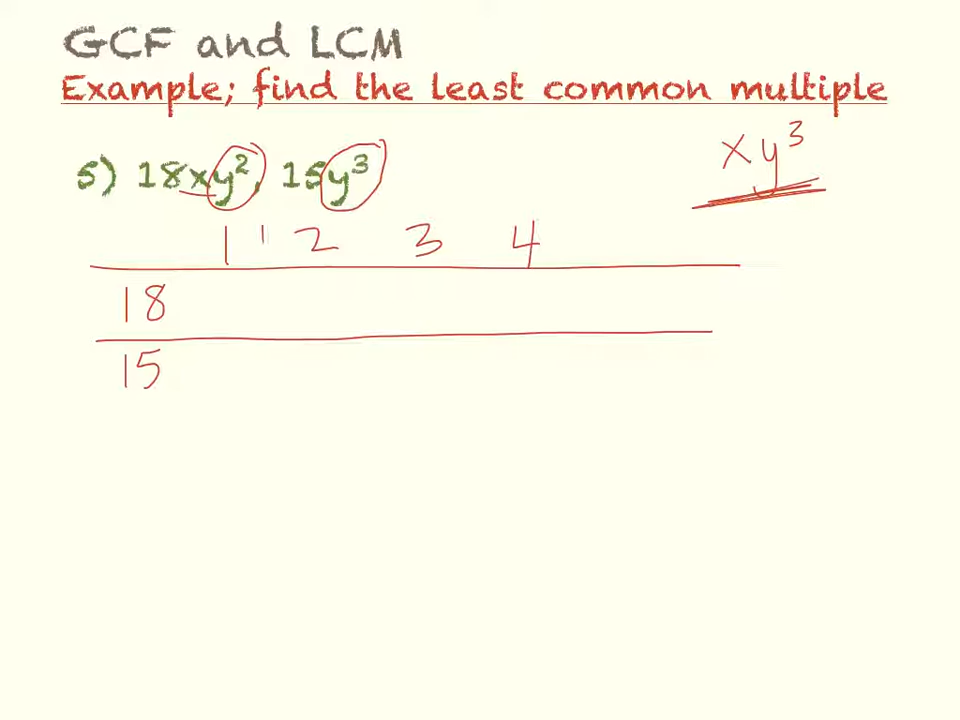 GCF and LCM
Example; find the least common multiple
xy³
5) 18xy², 15y³
1 2 3 4
18
15